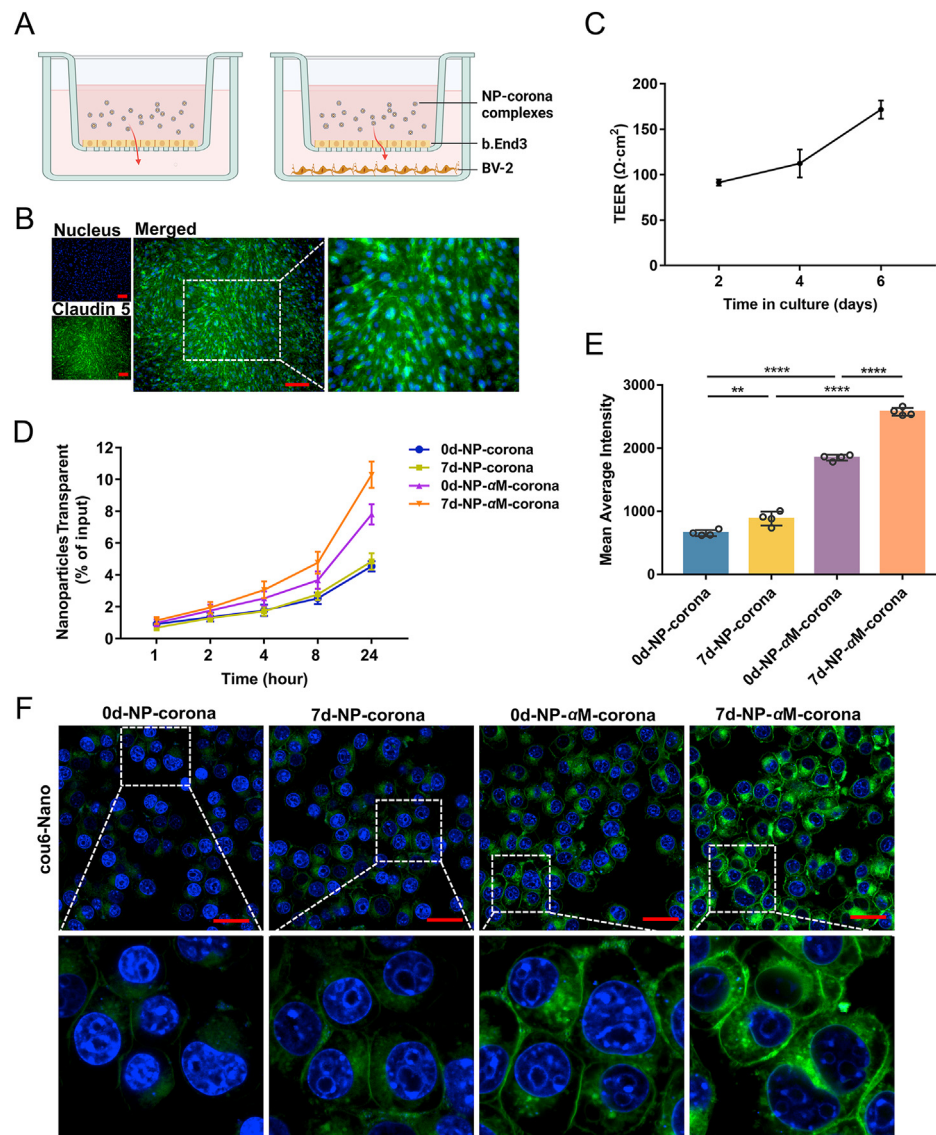 A
NP-corona
complexes
b.End3
BV-2
B
Nucleus
Merged
Claudin 5
C
TEER (Ω·cm²)
200
150
100
50
0
2 4 6
Time in culture (days)
D
Nanoparticles Transparent
(% of input)
12
10
8
6
4
2
0
1 2 4 8 24
Time (hour)
0d-NP-corona
7d-NP-corona
0d-NP-αM-corona
7d-NP-αM-corona
E
Mean Average Intensity
3000
2000
1000
0
**** ****
** ****
0d-NP-corona
7d-NP-corona
0d-NP-αM-corona
7d-NP-αM-corona
F
0d-NP-corona 7d-NP-corona 0d-NP-αM-corona 7d-NP-αM-corona
cou6-Nano